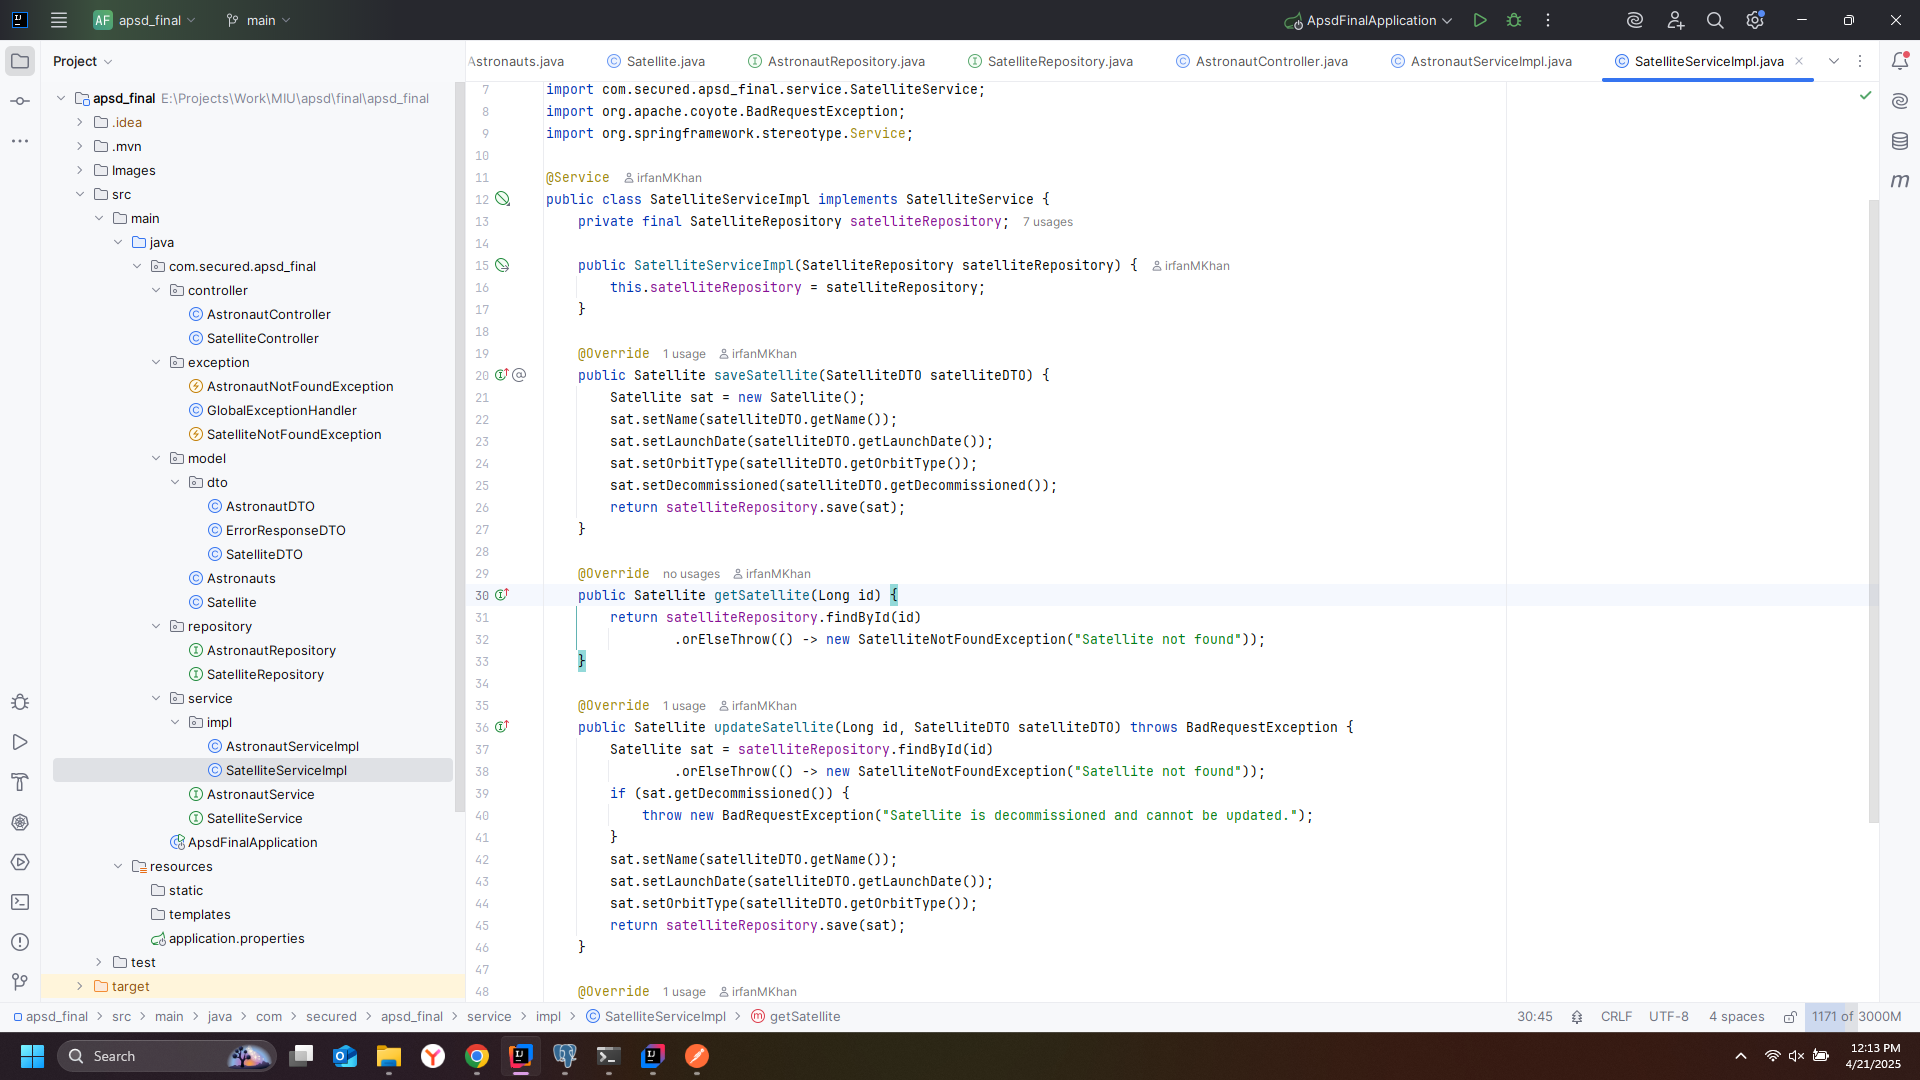 AF apsd_final main ApsdFinalApplication
Project
Astronauts.java Satellite.java AstronautRepository.java SatelliteRepository.java AstronautController.java AstronautServiceImpl.java SatelliteServiceImpl.java
apsd_final E:\Projects\Work\MIU\apsd\final\apsd_final
.idea
.mvn
Images
src
main
java
com.secured.apsd_final
controller
AstronautController
SatelliteController
exception
AstronautNotFoundException
GlobalExceptionHandler
SatelliteNotFoundException
model
dto
AstronautDTO
ErrorResponseDTO
SatelliteDTO
Astronauts
Satellite
repository
AstronautRepository
SatelliteRepository
service
impl
AstronautServiceImpl
SatelliteServiceImpl
AstronautService
SatelliteService
ApsdFinalApplication
resources
static
templates
application.properties
test
target
7 import com.secured.apsd_final.service.SatelliteService;
8 import org.apache.coyote.BadRequestException;
9 import org.springframework.stereotype.Service;
10
11 @Service irfanMKhan
12 public class SatelliteServiceImpl implements SatelliteService {
13 private final SatelliteRepository satelliteRepository; 7 usages
14
15 public SatelliteServiceImpl(SatelliteRepository satelliteRepository) { irfanMKhan
16 this.satelliteRepository = satelliteRepository;
17 }
18
19 @Override 1 usage irfanMKhan
20 public Satellite saveSatellite(SatelliteDTO satelliteDTO) {
21 Satellite sat = new Satellite();
22 sat.setName(satelliteDTO.getName());
23 sat.setLaunchDate(satelliteDTO.getLaunchDate());
24 sat.setOrbitType(satelliteDTO.getOrbitType());
25 sat.setDecommissioned(satelliteDTO.getDecommissioned());
26 return satelliteRepository.save(sat);
27 }
28
29 @Override no usages irfanMKhan
30 public Satellite getSatellite(Long id) {
31 return satelliteRepository.findById(id)
32 .orElseThrow(() -> new SatelliteNotFoundException("Satellite not found"));
33 }
34
35 @Override 1 usage irfanMKhan
36 public Satellite updateSatellite(Long id, SatelliteDTO satelliteDTO) throws BadRequestException {
37 Satellite sat = satelliteRepository.findById(id)
38 .orElseThrow(() -> new SatelliteNotFoundException("Satellite not found"));
39 if (sat.getDecommissioned()) {
40 throw new BadRequestException("Satellite is decommissioned and cannot be updated.");
41 }
42 sat.setName(satelliteDTO.getName());
43 sat.setLaunchDate(satelliteDTO.getLaunchDate());
44 sat.setOrbitType(satelliteDTO.getOrbitType());
45 return satelliteRepository.save(sat);
46 }
47
48 @Override 1 usage irfanMKhan
apsd_final > src > main > java > com > secured > apsd_final > service > impl > SatelliteServiceImpl > getSatellite 30:45 CRLF UTF-8 4 spaces 1171 of 3000M
Search
12:13 PM
4/21/2025